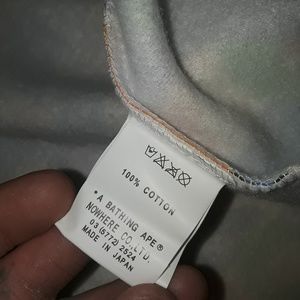 100% COTTON
*A BATHING APE®
NOWHERE CO.,LTD.
03 (5772) 2524
MADE IN JAPAN